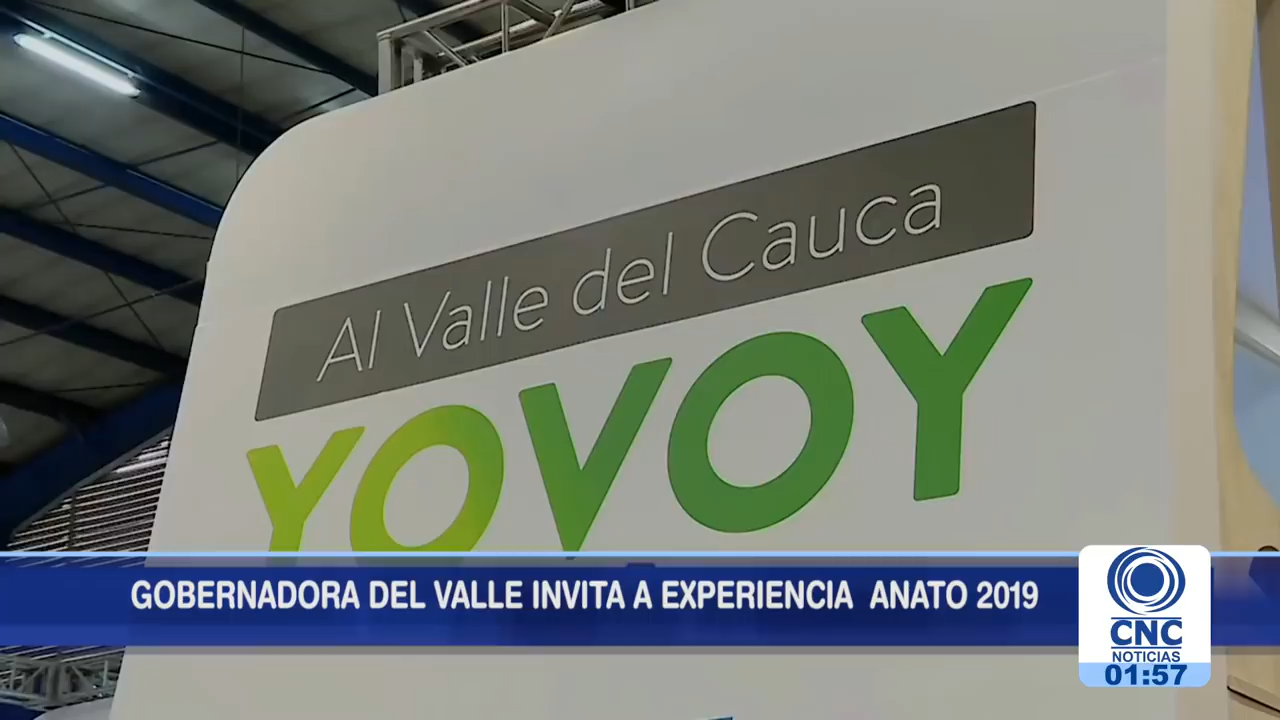 Al Valle del Cauca
YOVOY
GOBERNADORA DEL VALLE INVITA A EXPERIENCIA ANATO 2019
CNC
NOTICIAS
01:57